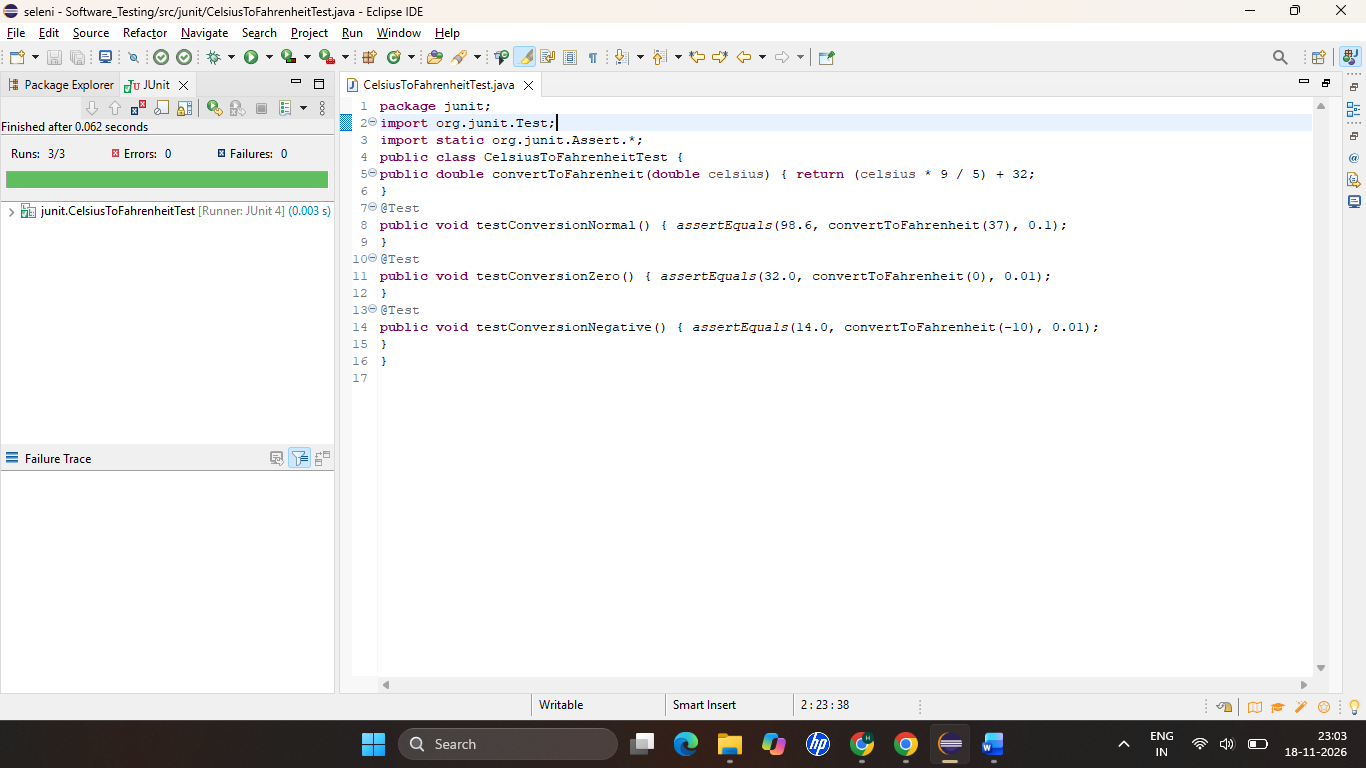 seleni - Software_Testing/src/junit/CelsiusToFahrenheitTest.java - Eclipse IDE
File Edit Source Refactor Navigate Search Project Run Window Help
Package Explorer JUnit
Finished after 0.062 seconds
Runs: 3/3 Errors: 0 Failures: 0
junit.CelsiusToFahrenheitTest [Runner: JUnit 4] (0.003 s)
Failure Trace
CelsiusToFahrenheitTest.java
1 package junit;
2 import org.junit.Test;
3 import static org.junit.Assert.*;
4 public class CelsiusToFahrenheitTest {
5 public double convertToFahrenheit(double celsius) { return (celsius * 9 / 5) + 32;
6 }
7 @Test
8 public void testConversionNormal() { assertEquals(98.6, convertToFahrenheit(37), 0.1);
9 }
10 @Test
11 public void testConversionZero() { assertEquals(32.0, convertToFahrenheit(0), 0.01);
12 }
13 @Test
14 public void testConversionNegative() { assertEquals(14.0, convertToFahrenheit(-10), 0.01);
15 }
16 }
17
Writable Smart Insert 2 : 23 : 38
Search
ENG
IN
23:03
18-11-2026